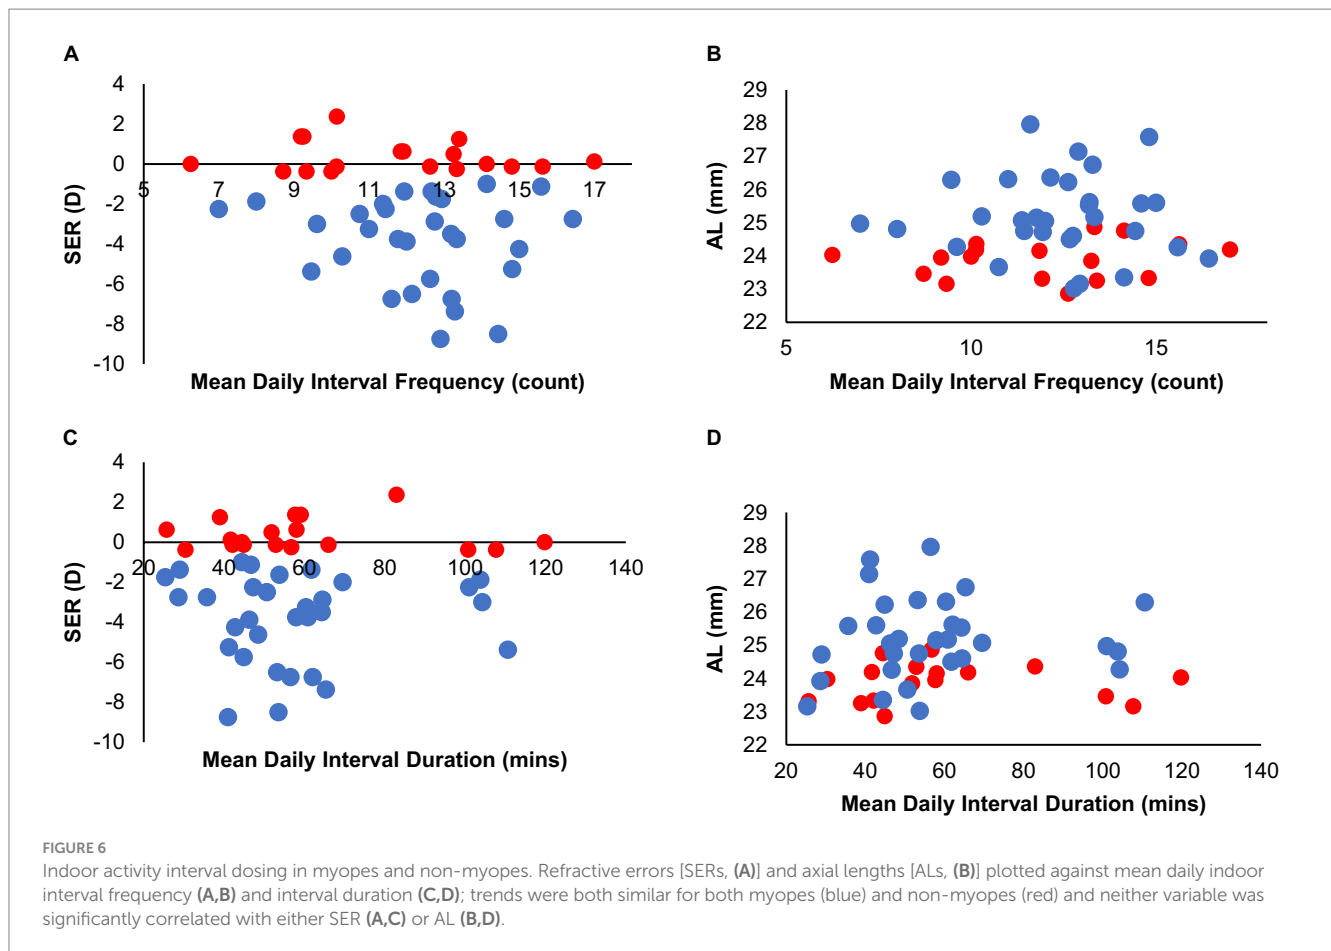 A
4
2
0
-2
-4
-6
-8
-10
5 7 9 11 13 15 17
SER (D)
Mean Daily Interval Frequency (count)
B
29
28
27
26
25
24
23
22
5 10 15
AL (mm)
Mean Daily Interval Frequency (count)
C
4
2
0
-2
-4
-6
-8
-10
20 40 60 80 100 120 140
SER (D)
Mean Daily Interval Duration (mins)
D
29
28
27
26
25
24
23
22
20 40 60 80 100 120 140
AL (mm)
Mean Daily Interval Duration (mins)
FIGURE 6
Indoor activity interval dosing in myopes and non-myopes. Refractive errors [SERs, (A)] and axial lengths [ALs, (B)] plotted against mean daily indoor
interval frequency (A,B) and interval duration (C,D); trends were both similar for both myopes (blue) and non-myopes (red) and neither variable was
significantly correlated with either SER (A,C) or AL (B,D).